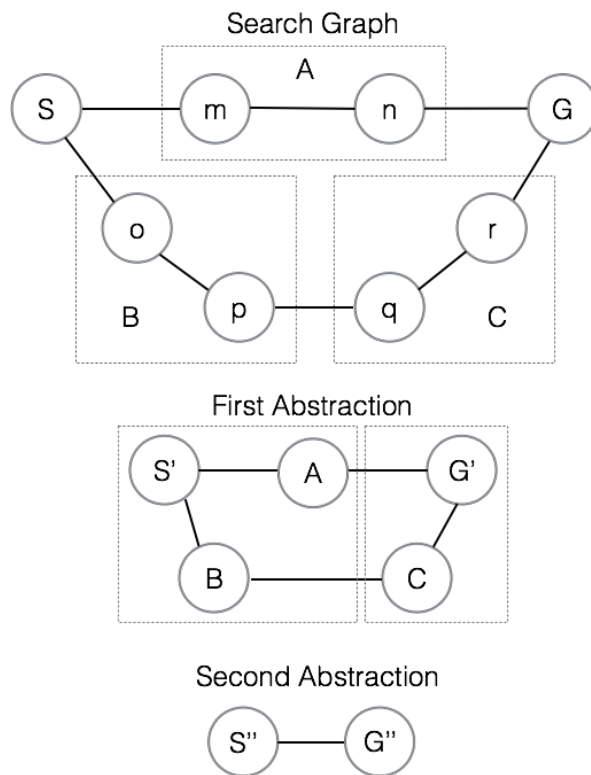 Search Graph
A
S m n G
o r
B p q C
First Abstraction
S' A G'
B C
Second Abstraction
S" G"